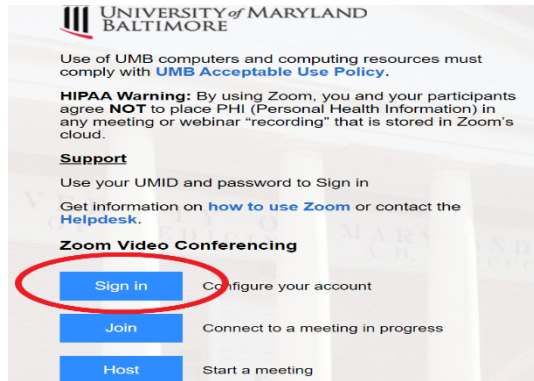 UNIVERSITY of MARYLAND
BALTIMORE
Use of UMB computers and computing resources must
comply with UMB Acceptable Use Policy.
HIPAA Warning: By using Zoom, you and your participants
agree NOT to place PHI (Personal Health Information) in
any meeting or webinar “recording” that is stored in Zoom’s
cloud.
Support
Use your UMID and password to Sign in
Get information on how to use Zoom or contact the
Helpdesk.
Zoom Video Conferencing
Sign in Configure your account
Join Connect to a meeting in progress
Host Start a meeting